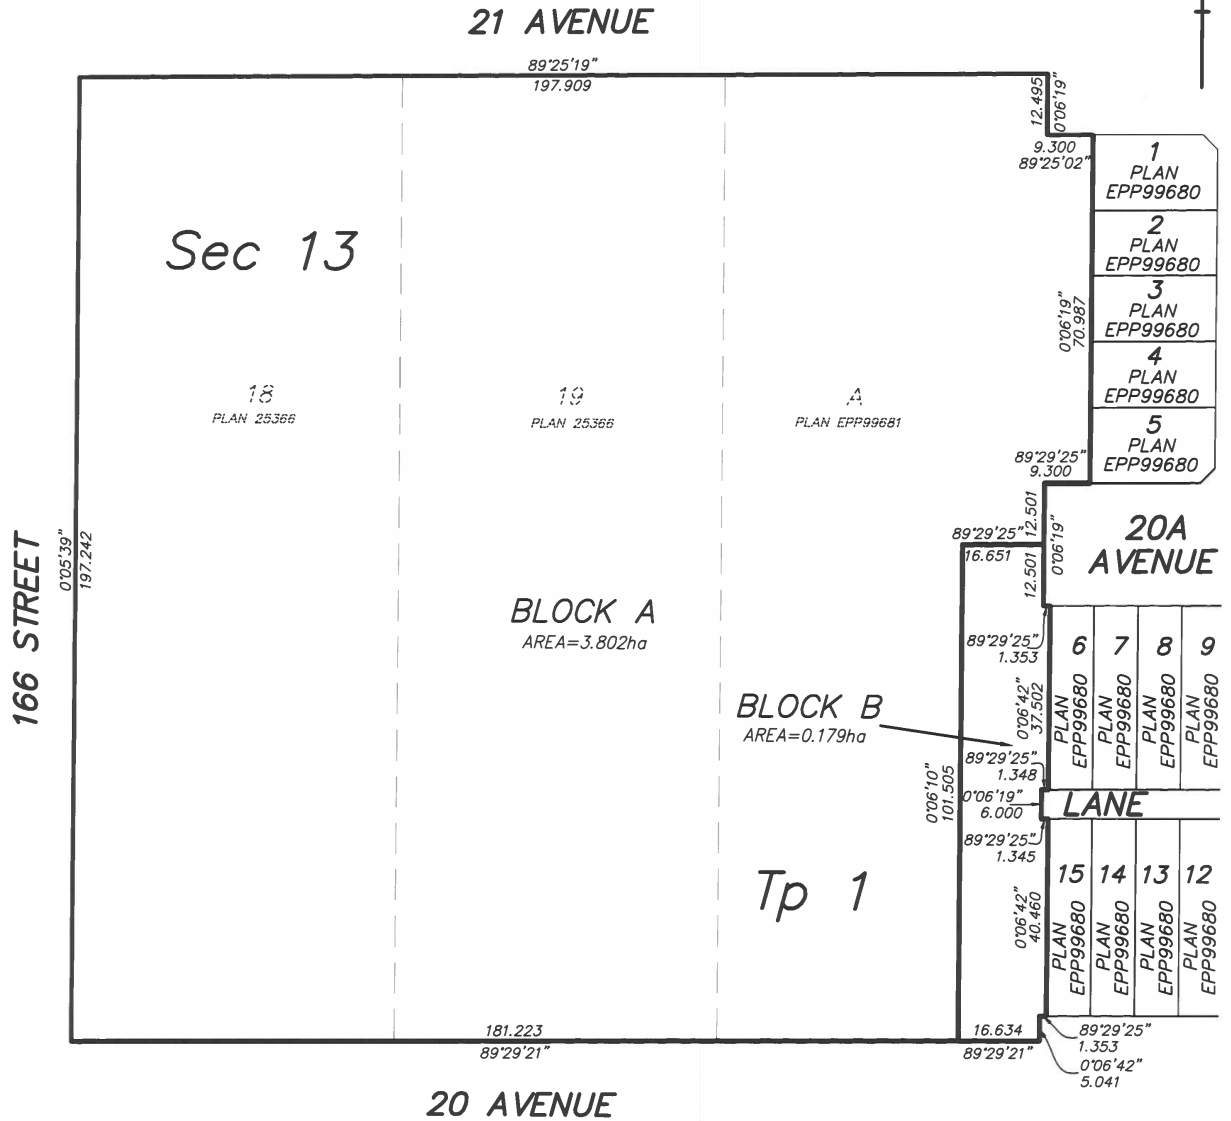 21 AVENUE
89°25'19"
197.909
12.495
0°06'19"
9.300
89°25'02"
1
PLAN
EPP99680
2
PLAN
EPP99680
3
PLAN
EPP99680
4
PLAN
EPP99680
5
PLAN
EPP99680
Sec 13
0°06'19"
70.987
18
PLAN 25366
19
PLAN 25366
A
PLAN EPP99681
89°29'25"
9.300
12.501
0°06'19"
20A
AVENUE
89°29'25"
16.651
12.501
166 STREET
0°05'39"
197.242
BLOCK A
AREA=3.802ha
89°29'25"
1.353
6
PLAN
EPP99680
7
PLAN
EPP99680
8
PLAN
EPP99680
9
PLAN
EPP99680
0°06'42"
37.502
BLOCK B
AREA=0.179ha
89°29'25"
1.348
0°06'10"
101.505
0°06'19"
6.000
LANE
89°29'25"
1.345
Tp 1
0°06'42"
40.460
15
PLAN
EPP99680
14
PLAN
EPP99680
13
PLAN
EPP99680
12
PLAN
EPP99680
181.223
89°29'21"
16.634
89°29'21"
89°29'25"
1.353
0°06'42"
5.041
20 AVENUE